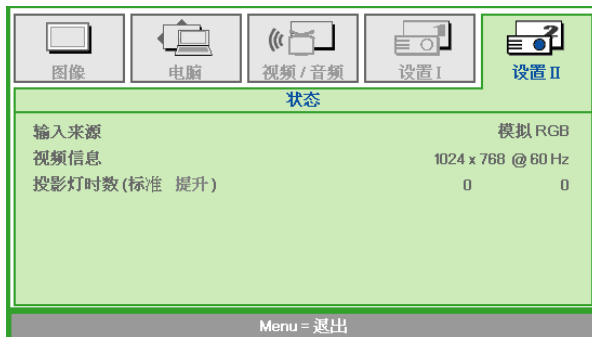 图像
电脑
视频 / 音频
设置 I
设置 II
状态
输入来源 模拟 RGB
视频信息 1024 x 768 @ 60 Hz
投影灯时数 (标准 提升) 0 0
Menu = 退出